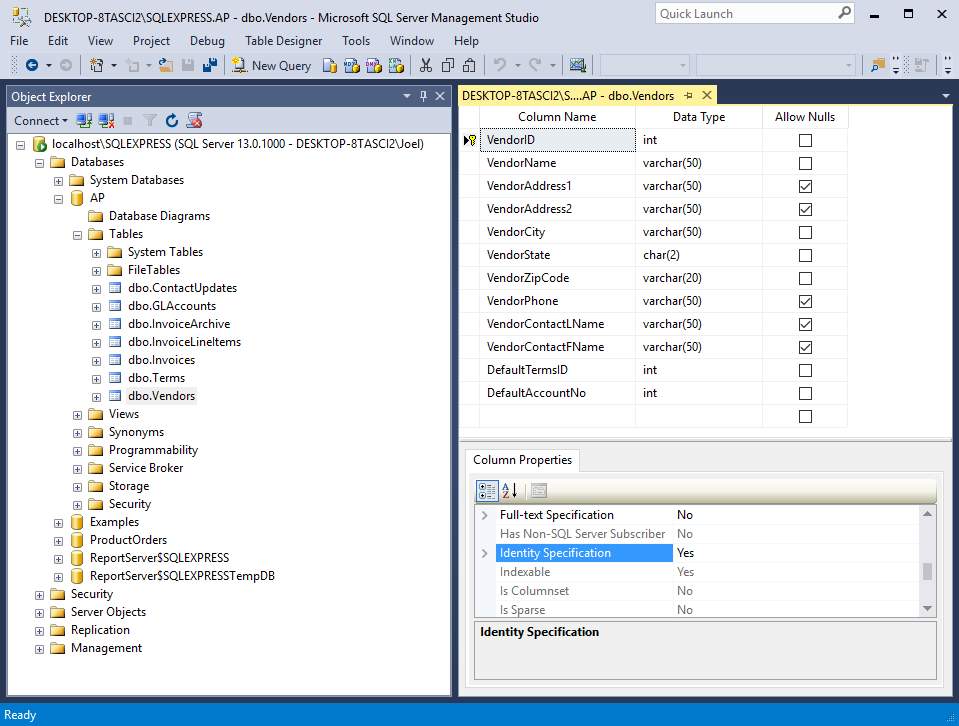 DESKTOP-8TASCI2\SQLEXPRESS.AP - dbo.Vendors - Microsoft SQL Server Management Studio
Quick Launch
File Edit View Project Debug Table Designer Tools Window Help
New Query
Object Explorer
Connect
localhost\SQLEXPRESS (SQL Server 13.0.1000 - DESKTOP-8TASCI2\Joel)
Databases
System Databases
AP
Database Diagrams
Tables
System Tables
FileTables
dbo.ContactUpdates
dbo.GLAccounts
dbo.InvoiceArchive
dbo.InvoiceLineItems
dbo.Invoices
dbo.Terms
dbo.Vendors
Views
Synonyms
Programmability
Service Broker
Storage
Security
Examples
ProductOrders
ReportServer$SQLEXPRESS
ReportServer$SQLEXPRESSTempDB
Security
Server Objects
Replication
Management
DESKTOP-8TASCI2\S....AP - dbo.Vendors
Column Name Data Type Allow Nulls
VendorID int
VendorName varchar(50)
VendorAddress1 varchar(50)
VendorAddress2 varchar(50)
VendorCity varchar(50)
VendorState char(2)
VendorZipCode varchar(20)
VendorPhone varchar(50)
VendorContactLName varchar(50)
VendorContactFName varchar(50)
DefaultTermsID int
DefaultAccountNo int
Column Properties
Full-text Specification No
Has Non-SQL Server Subscriber No
Identity Specification Yes
Indexable Yes
Is Columnset No
Is Sparse No
Identity Specification
Ready